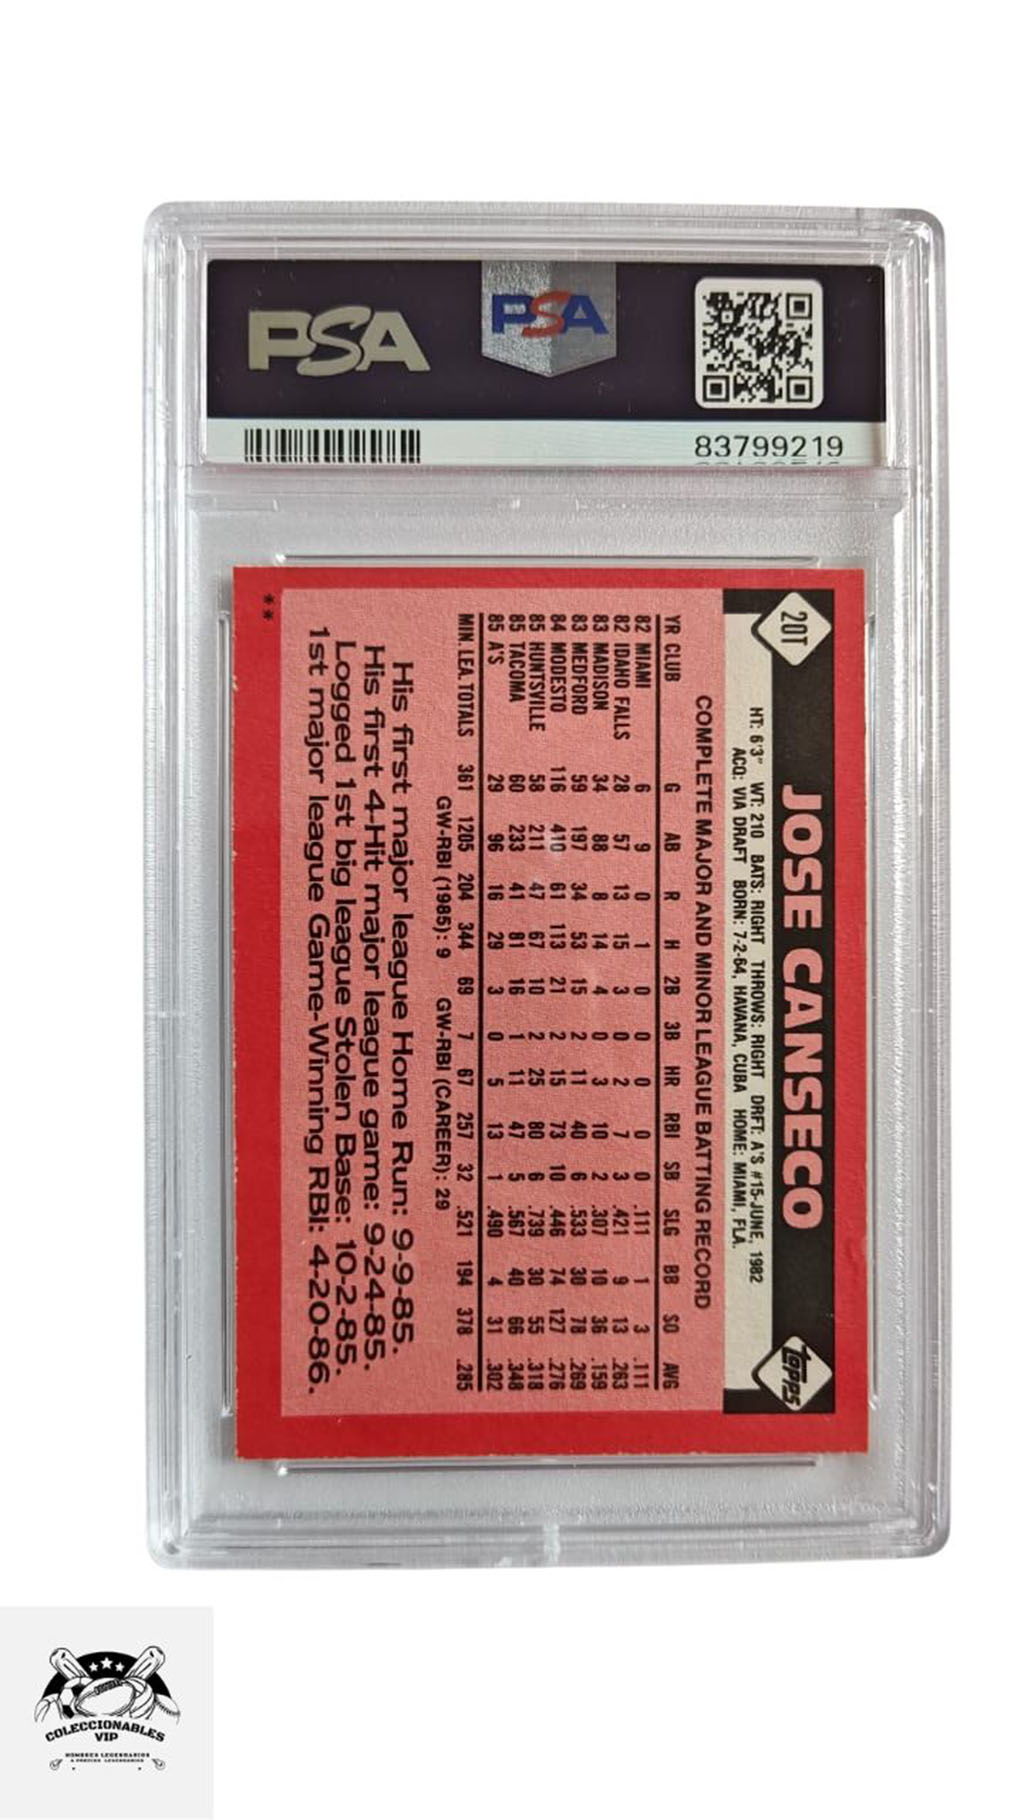 PSA
PSA
83799219
20T
JOSE CANSECO
topps
HT: 6'3" WT: 210 BATS: RIGHT THROWS: RIGHT DRFT: A'S #15-JUNE, 1982
ACQ: VIA DRAFT BORN: 7-2-64, HAVANA, CUBA HOME: MIAMI, FLA.
COMPLETE MAJOR AND MINOR LEAGUE BATTING RECORD
YR CLUB G AB R H 2B 3B HR RBI SB SLG BB SO AVG
82 MIAMI 6 9 0 1 0 0 0 0 0 .111 1 3 .111
82 IDAHO FALLS 28 57 13 15 3 0 2 7 3 .421 9 13 .263
83 MADISON 34 88 8 14 4 0 3 10 2 .307 10 36 .159
83 MEDFORD 59 197 34 53 15 2 11 40 6 .533 30 78 .269
84 MODESTO 116 410 61 113 21 2 15 73 10 .446 74 127 .276
85 HUNTSVILLE 58 211 47 67 10 2 25 80 6 .739 30 55 .318
85 TACOMA 60 233 41 81 16 1 11 47 5 .567 40 66 .348
85 A'S 29 96 16 29 3 0 5 13 1 .490 4 31 .302
MIN. LEA. TOTALS 361 1205 204 344 69 7 67 257 32 .521 194 378 .285
GW-RBI (1985): 9 GW-RBI (CAREER): 29
His first major league Home Run: 9-9-85.
His first 4-Hit major league game: 9-24-85.
Logged 1st big league Stolen Base: 10-2-85.
1st major league Game-Winning RBI: 4-20-86.
**
COLECCIONABLES
VIP
HOMBRES LEGENDARIOS
A PRECIOS LEGENDARIOS